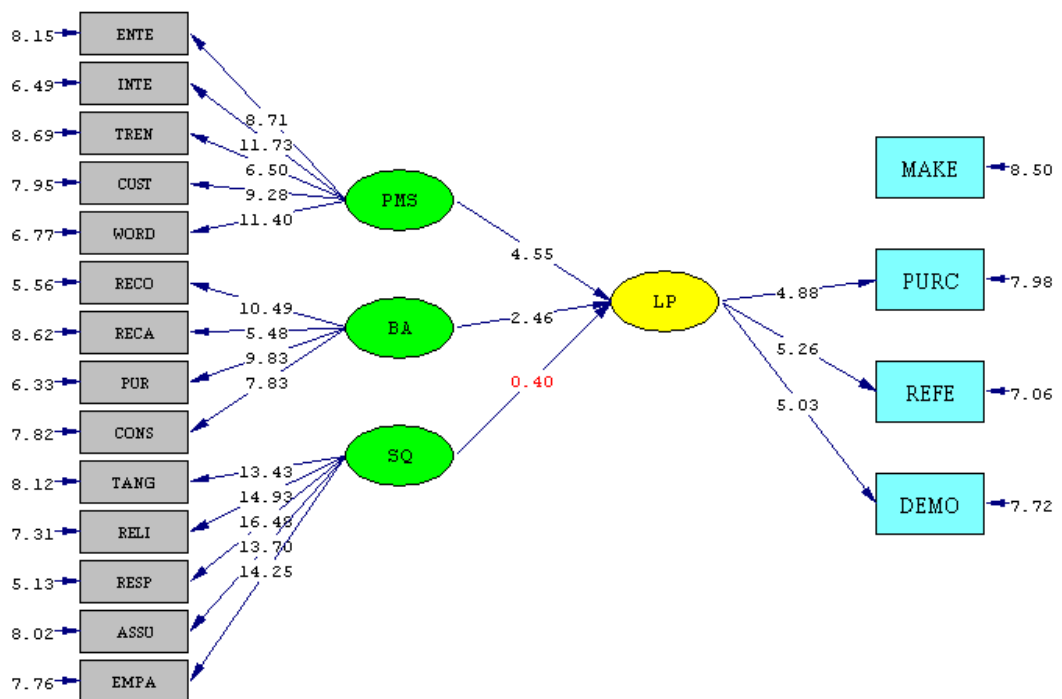 8.15 ENTE
6.49 INTE
8.69 TREN
7.95 CUST
6.77 WORD
5.56 RECO
8.62 RECA
6.33 PUR
7.82 CONS
8.12 TANG
7.31 RELI
5.13 RESP
8.02 ASSU
7.76 EMPA
8.71
11.73
6.50
9.28
11.40
10.49
5.48
9.83
7.83
13.43
14.93
16.48
13.70
14.25
PMS
BA
SQ
4.55
2.46
0.40
LP
4.88
5.26
5.03
MAKE 8.50
PURC 7.98
REFE 7.06
DEMO 7.72